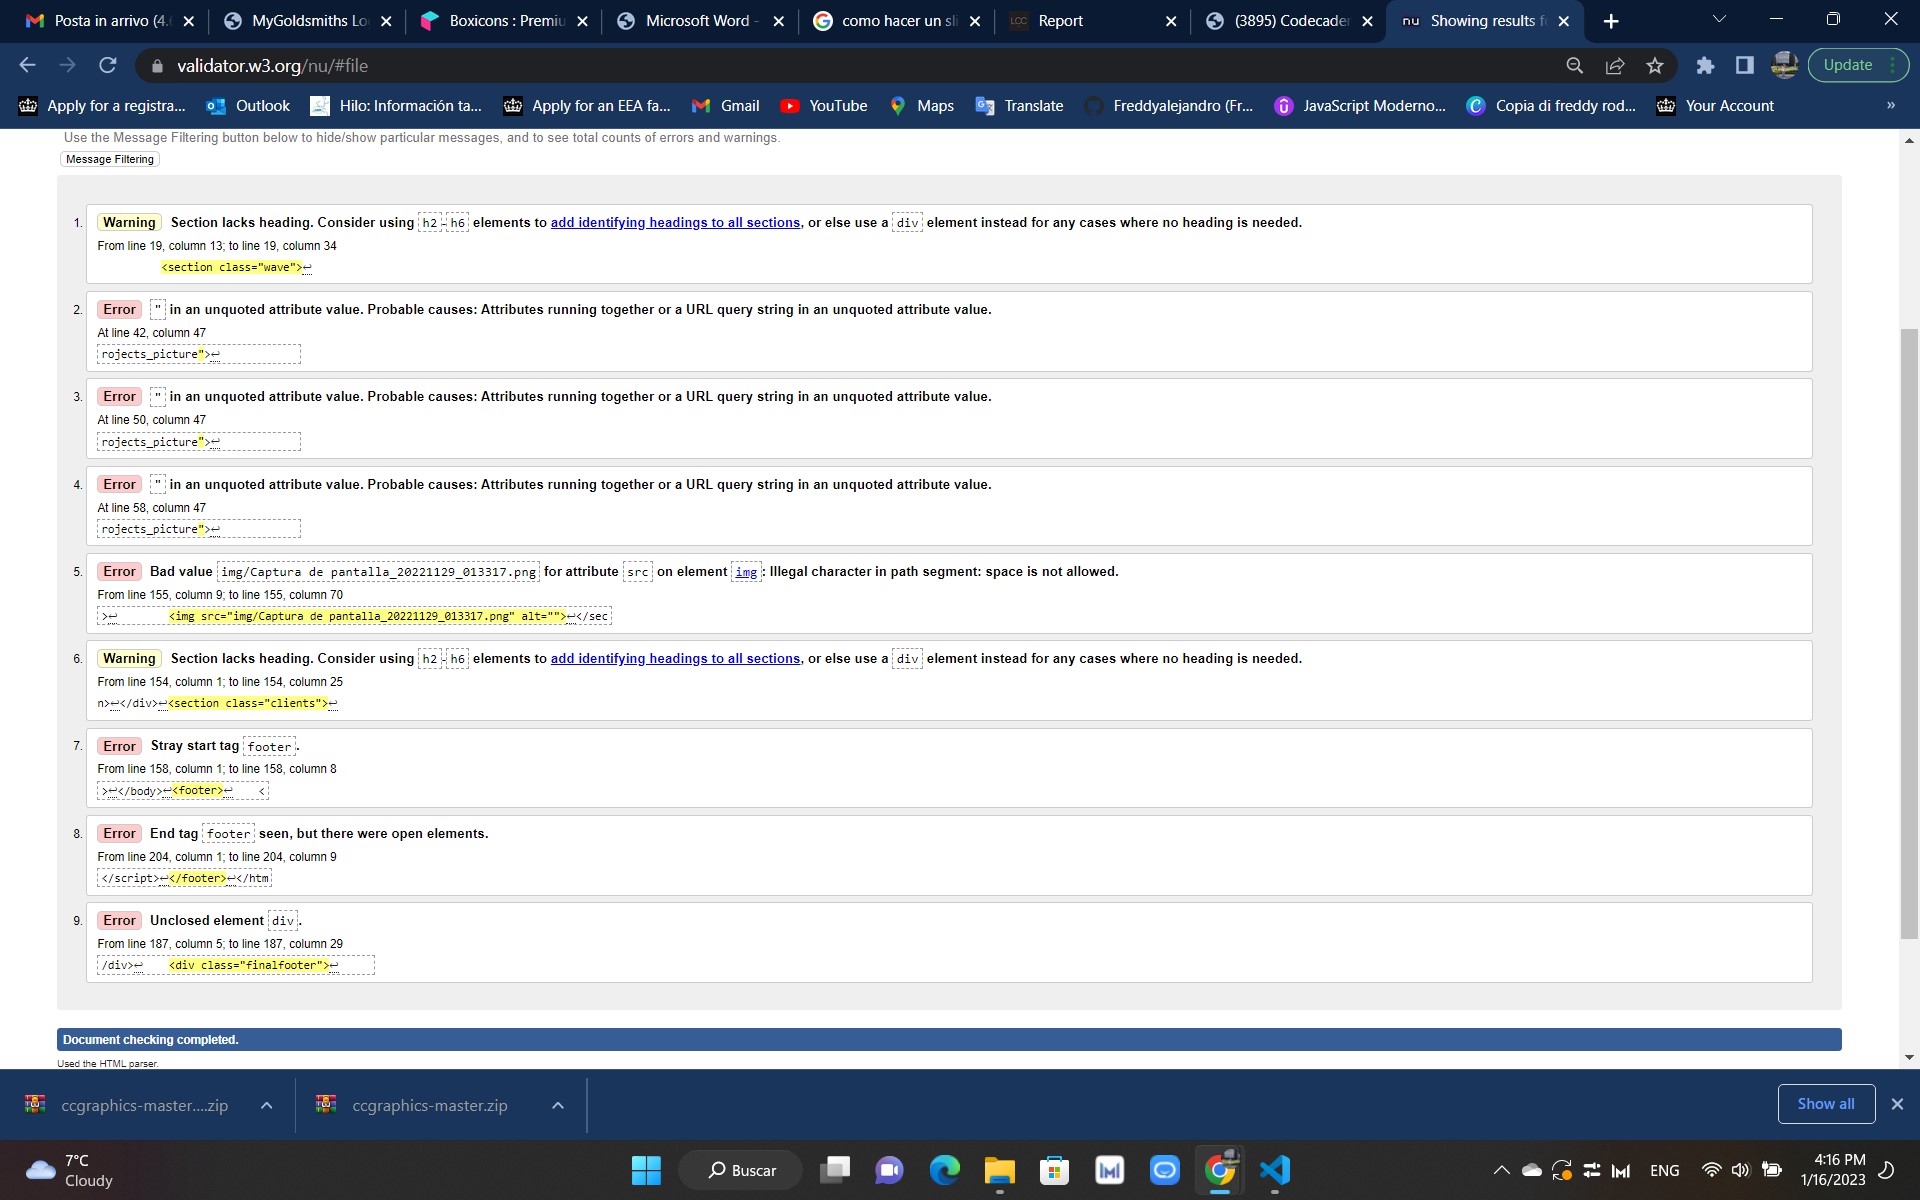 Posta in arrivo (4.
MyGoldsmiths Lo
Boxicons : Premiu
Microsoft Word -
como hacer un sli
LCC Report
(3895) Codecader
nu Showing results f
validator.w3.org/nu/#file
Update
Apply for a registra...
Outlook
Hilo: Información ta...
Apply for an EEA fa...
Gmail
YouTube
Maps
Translate
Freddyalejandro (Fr...
JavaScript Moderno...
Copia di freddy rod...
Your Account
»
Use the Message Filtering button below to hide/show particular messages, and to see total counts of errors and warnings.
Message Filtering
1. Warning Section lacks heading. Consider using h2-h6 elements to add identifying headings to all sections, or else use a div element instead for any cases where no heading is needed.
From line 19, column 13; to line 19, column 34
<section class="wave">↩
2. Error " in an unquoted attribute value. Probable causes: Attributes running together or a URL query string in an unquoted attribute value.
At line 42, column 47
rojects_picture">↩
3. Error " in an unquoted attribute value. Probable causes: Attributes running together or a URL query string in an unquoted attribute value.
At line 50, column 47
rojects_picture">↩
4. Error " in an unquoted attribute value. Probable causes: Attributes running together or a URL query string in an unquoted attribute value.
At line 58, column 47
rojects_picture">↩
5. Error Bad value img/Captura de pantalla_20221129_013317.png for attribute src on element img: Illegal character in path segment: space is not allowed.
From line 155, column 9; to line 155, column 70
>↩ <img src="img/Captura de pantalla_20221129_013317.png" alt="">↩</sec
6. Warning Section lacks heading. Consider using h2-h6 elements to add identifying headings to all sections, or else use a div element instead for any cases where no heading is needed.
From line 154, column 1; to line 154, column 25
n>↩</div>↩<section class="clients">↩
7. Error Stray start tag footer.
From line 158, column 1; to line 158, column 8
>↩</body>↩<footer>↩ <
8. Error End tag footer seen, but there were open elements.
From line 204, column 1; to line 204, column 9
</script>↩</footer>↩</htm
9. Error Unclosed element div.
From line 187, column 5; to line 187, column 29
/div>↩ <div class="finalfooter">↩
Document checking completed.
Used the HTML parser.
ccgraphics-master....zip
ccgraphics-master.zip
Show all
7°C
Cloudy
Buscar
ENG
4:16 PM
1/16/2023